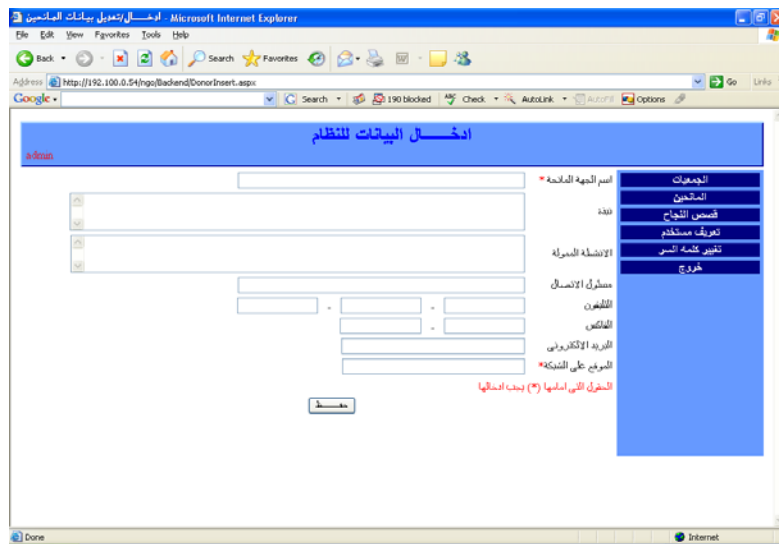 ادخـــــال/تعديل بيانات المانحين - Microsoft Internet Explorer
File Edit View Favorites Tools Help
Back Search Favorites
Address http://192.100.0.54/ngo/Backend/DonorInsert.aspx Go Links
Google Search 190 blocked Check AutoLink AutoFill Options
ادخـــــال البيانات للنظام
admin
الجمعيات
المانحين
قصص النجاح
تعريف مستخدم
تغيير كلمة السر
خروج
اسم الجهة المانحة *
نبذة
الانشطة الممولة
مسئول الاتصال
التليفون - -
الفاكس -
البريد الالكترونى
الموقع على الشبكة*
الحقول التى امامها (*) يجب ادخالها
حفـــــظ
Done Internet